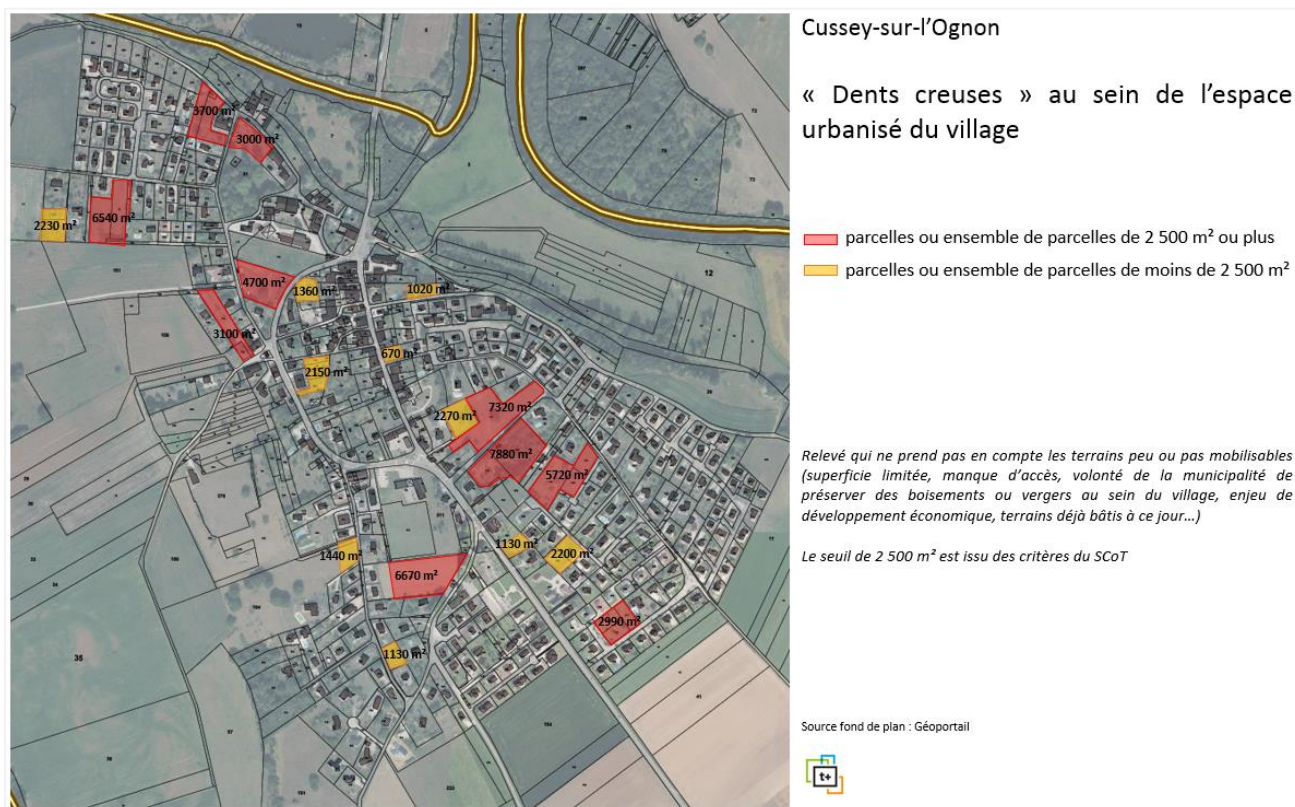 Cussey-sur-l’Ognon
« Dents creuses » au sein de l’espace
urbanisé du village
parcelles ou ensemble de parcelles de 2 500 m² ou plus
parcelles ou ensemble de parcelles de moins de 2 500 m²
Relevé qui ne prend pas en compte les terrains peu ou pas mobilisables
(superficie limitée, manque d’accès, volonté de la municipalité de
préserver des boisements ou vergers au sein du village, enjeu de
développement économique, terrains déjà bâtis à ce jour…)
Le seuil de 2 500 m² est issu des critères du SCoT
Source fond de plan : Géoportail
t+
3700 m²
3000 m²
6540 m²
2230 m²
4700 m²
1360 m²
1020 m²
3100 m²
670 m²
2150 m²
7320 m²
2270 m²
7880 m²
5720 m²
1130 m²
2200 m²
1440 m²
6670 m²
2990 m²
1130 m²
12
35